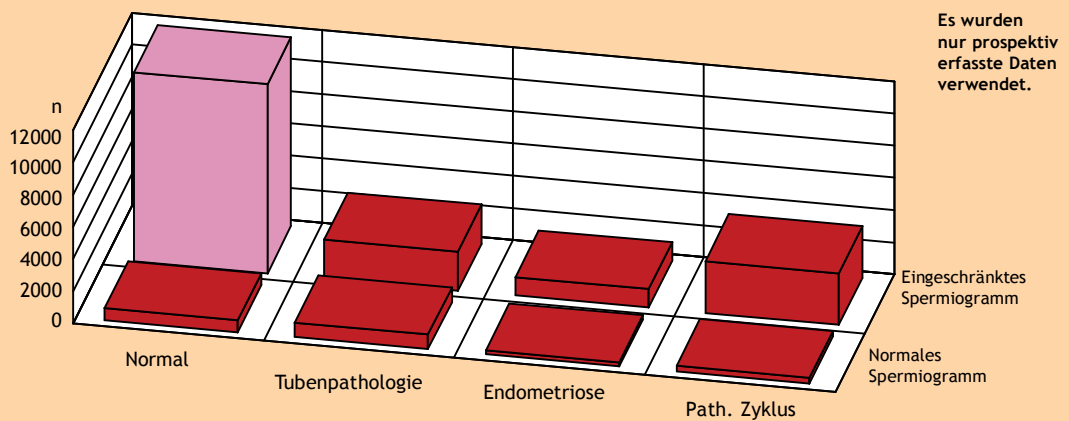 Es wurden
nur prospektiv
erfasste Daten
verwendet.
n
12000
10000
8000
6000
4000
2000
0
Eingeschränktes
Spermiogramm
Normales
Spermiogramm
Normal
Tubenpathologie
Endometriose
Path. Zyklus